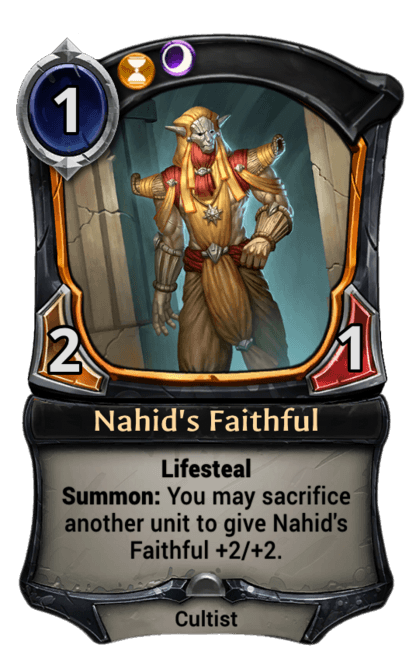 1
2
1
Nahid's Faithful
Lifesteal
Summon: You may sacrifice
another unit to give Nahid's
Faithful +2/+2.
Cultist